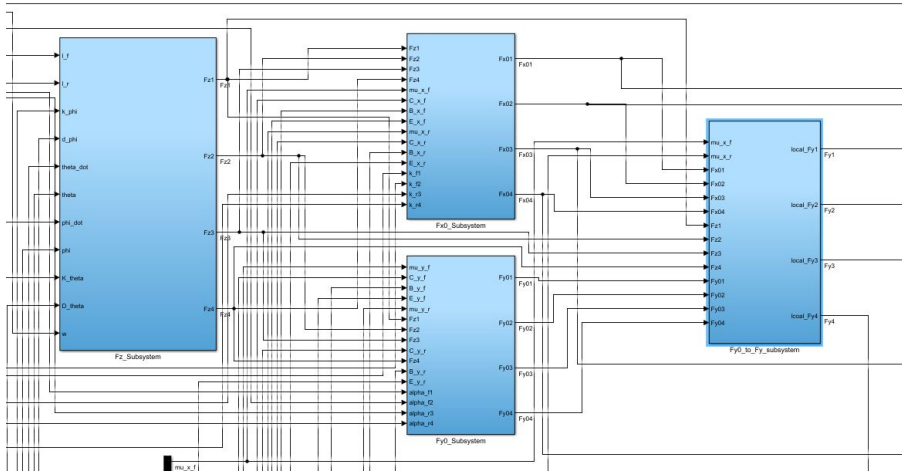 l_f
l_r
k_phi
d_phi
theta_dot
theta
phi_dot
phi
K_theta
D_theta
w
Fz1
Fz2
Fz3
Fz4
Fz1
Fz2
Fz3
Fz4
Fz_Subsystem
Fz1
Fz2
Fz3
Fz4
mu_x_f
C_x_f
B_x_f
E_x_f
mu_x_r
C_x_r
B_x_r
E_x_r
k_f1
x_f2
k_r3
k_r4
Fx01
Fx02
Fx03
Fx04
Fx01
Fx02
Fx03
Fx04
Fx0_Subsystem
mu_y_f
C_y_f
B_y_f
E_y_f
mu_y_r
Fz1
Fz2
Fz3
C_y_r
Fz4
B_y_r
E_y_r
alpha_f1
alpha_f2
alpha_r3
alpha_r4
Fy01
Fy02
Fy03
Fy04
Fy01
Fy02
Fy03
Fy04
Fy0_Subsystem
mu_x_f
mu_x_r
Fx01
Fx02
Fx03
Fx04
Fz1
Fz2
Fz3
Fz4
Fy01
Fy02
Fy03
Fy04
local_Fy1
local_Fy2
local_Fy3
lcoal_Fy4
Fy1
Fy2
Fy3
Fy4
Fy0_to_Fy_subsystem
mu_x_f